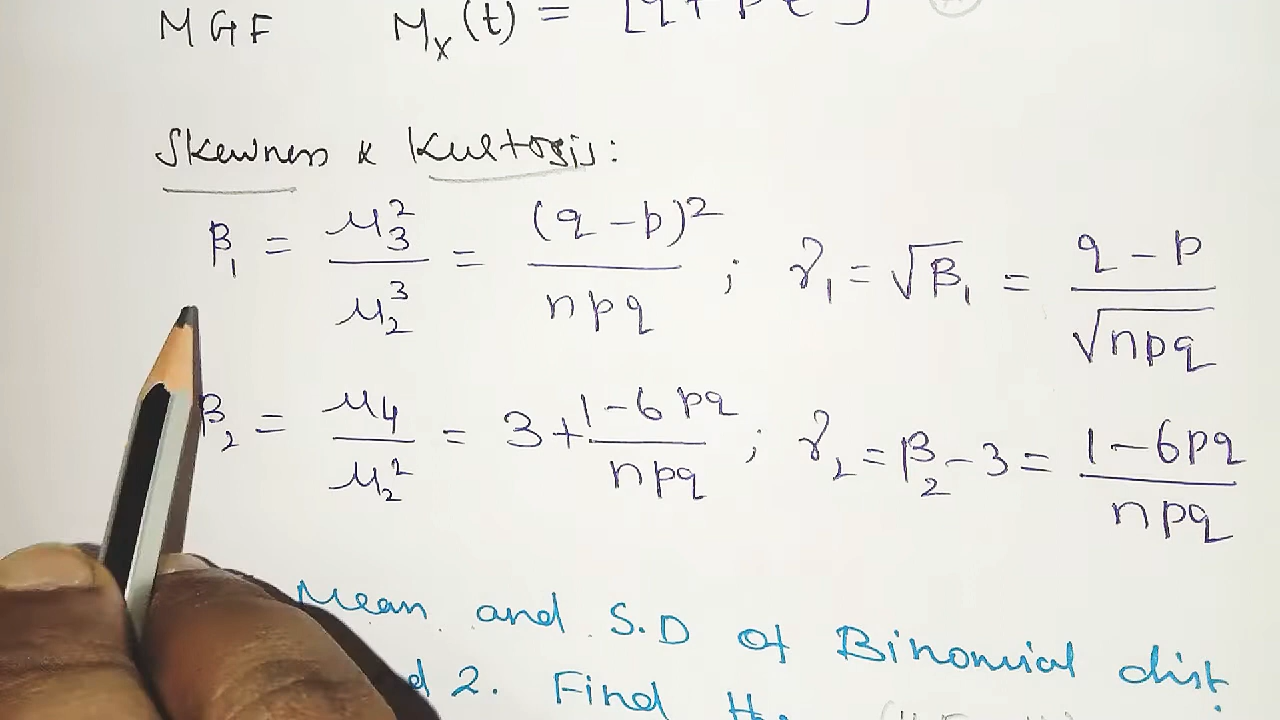 MGF Mx(t) = [q+pe
Skewness & Kurtosis:
β₁ = μ₃²/μ₂³ = (q-p)²/npq ; γ₁ = √β₁ = q-p/√npq
β₂ = μ₄/μ₂² = 3+1-6pq/npq ; γ₂ = β₂-3 = 1-6pq/npq
Mean and S.D of Binomial dist
d 2. Find